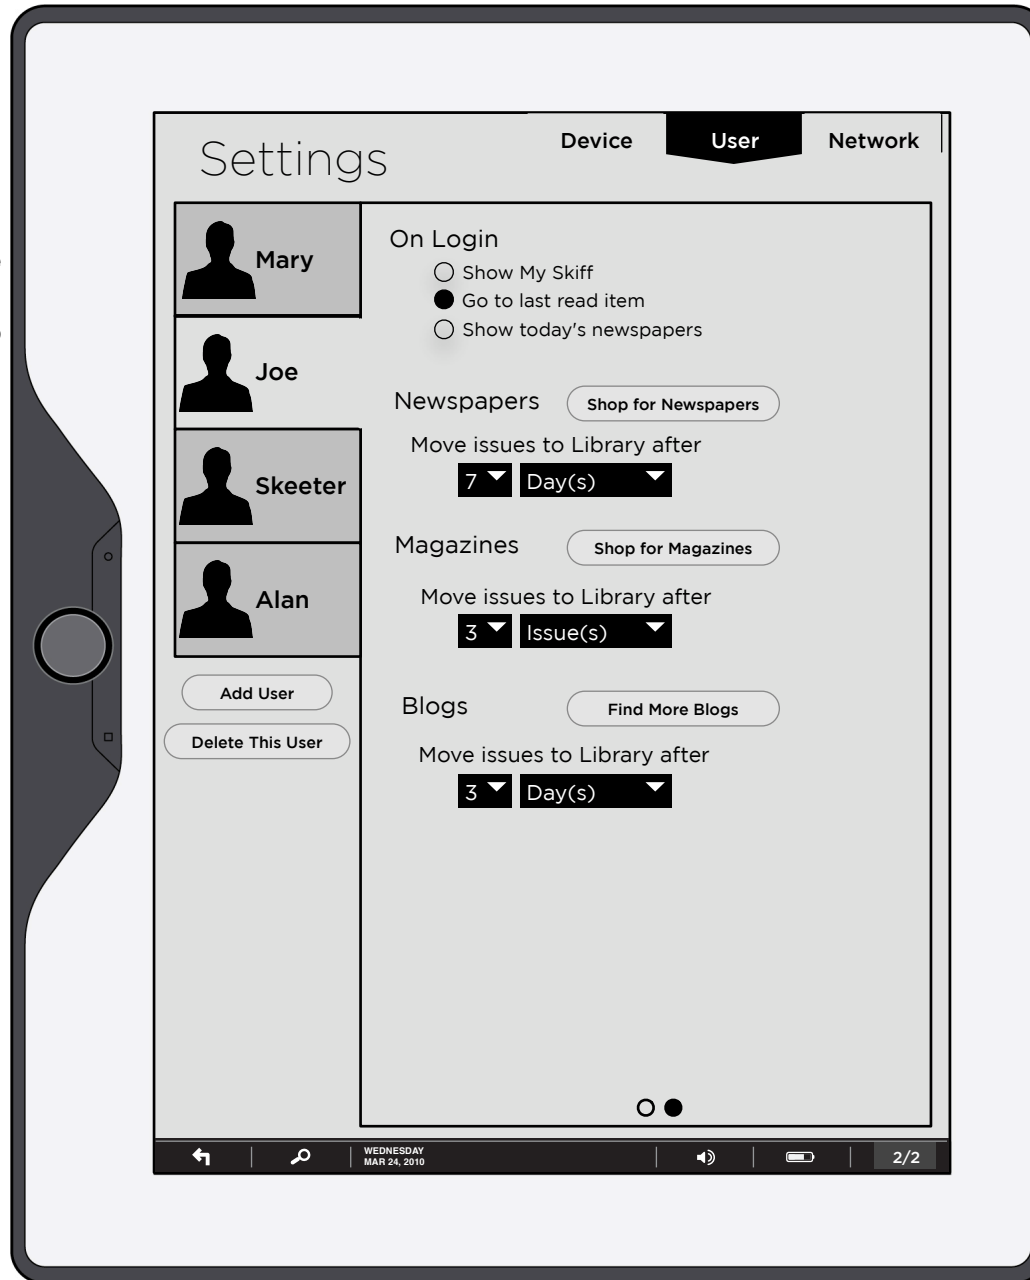 Settings
Device
User
Network
Mary
Joe
Skeeter
Alan
Add User
Delete This User
On Login
Show My Skiff
Go to last read item
Show today's newspapers
Newspapers
Shop for Newspapers
Move issues to Library after
7
Day(s)
Magazines
Shop for Magazines
Move issues to Library after
3
Issue(s)
Blogs
Find More Blogs
Move issues to Library after
3
Day(s)
WEDNESDAY
MAR 24, 2010
2/2